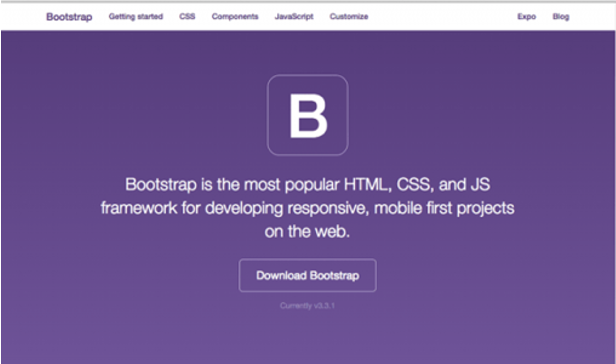 Bootstrap Getting started CSS Components JavaScript Customize Expo Blog
B
Bootstrap is the most popular HTML, CSS, and JS
framework for developing responsive, mobile first projects
on the web.
Download Bootstrap
Currently v3.3.1